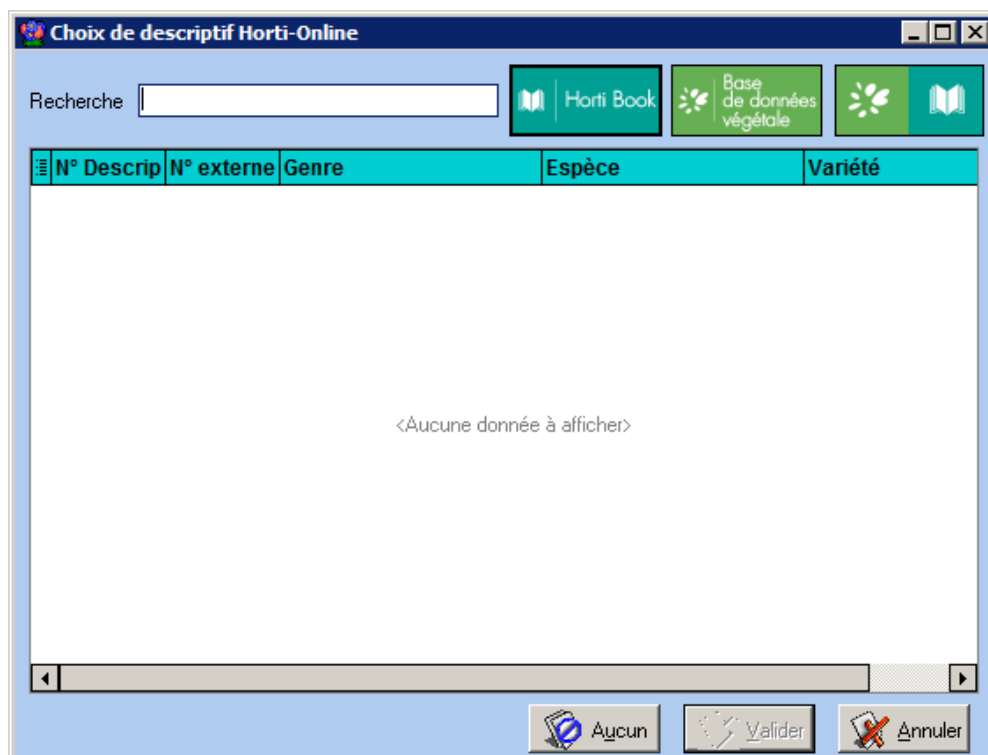 Choix de descriptif Horti-Online
Recherche
Horti Book
Base
de données
végétale
N° Descrip N° externe Genre Espèce Variété
<Aucune donnée à afficher>
Aucun Valider Annuler